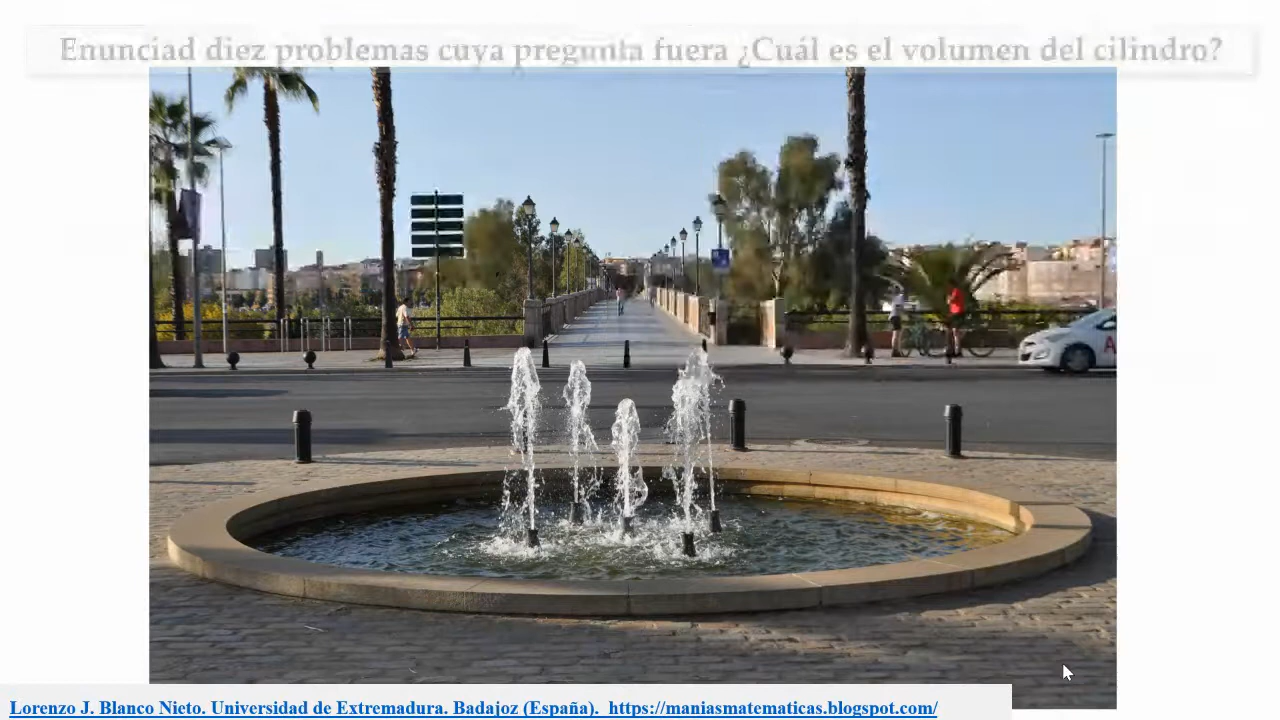 Enunciad diez problemas cuya pregunta fuera ¿Cuál es el volumen del cilindro?
A
Lorenzo J. Blanco Nieto. Universidad de Extremadura. Badajoz (España). https://maniasmatematicas.blogspot.com/